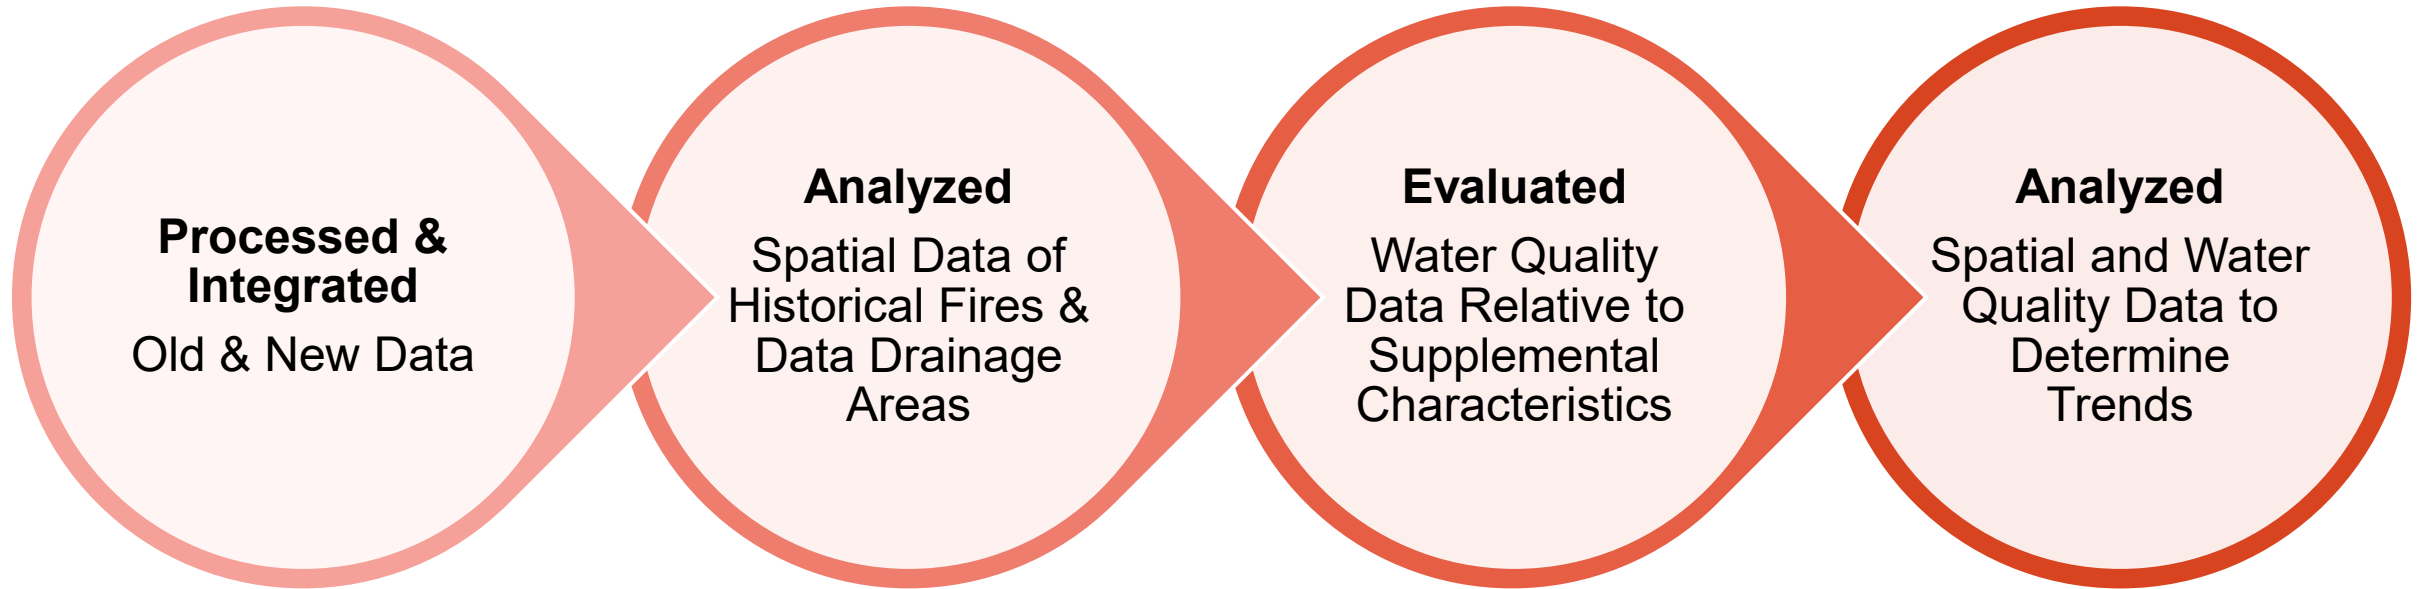 Processed &
Integrated
Old & New Data
Analyzed
Spatial Data of
Historical Fires &
Data Drainage
Areas
Evaluated
Water Quality
Data Relative to
Supplemental
Characteristics
Analyzed
Spatial and Water
Quality Data to
Determine
Trends